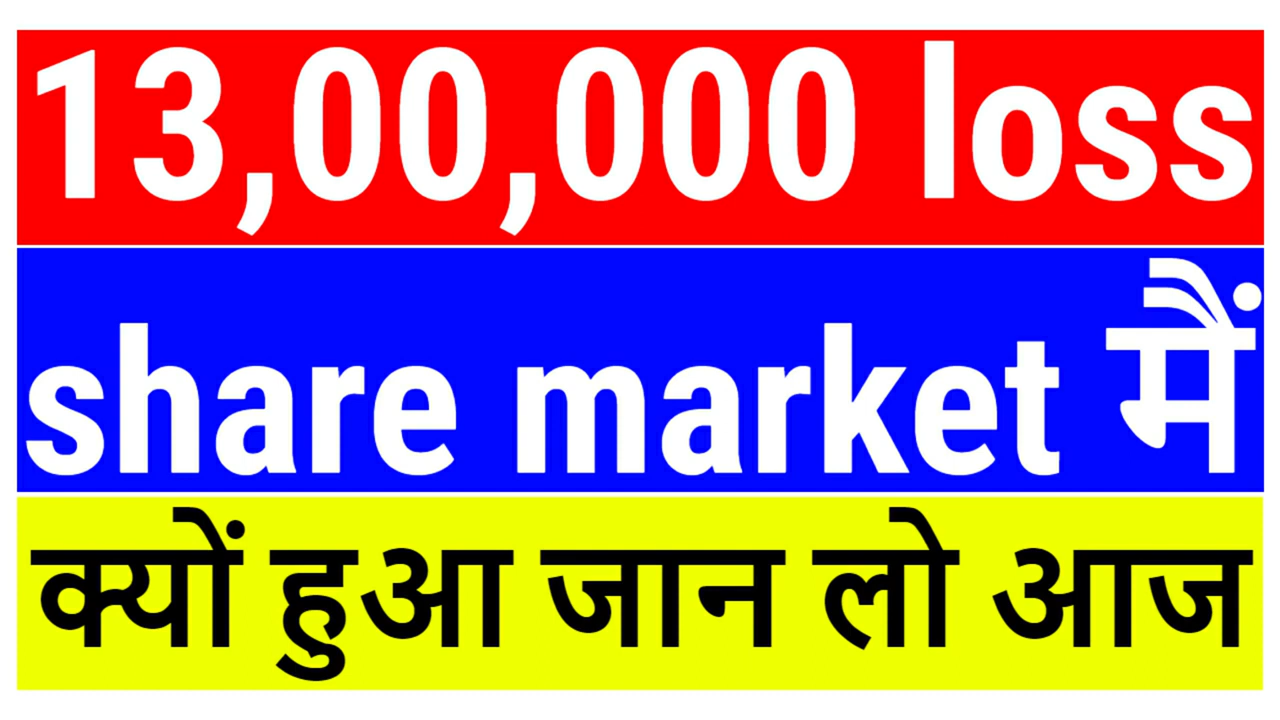 13,00,000 loss
share market मैं
क्यों हुआ जान लो आज